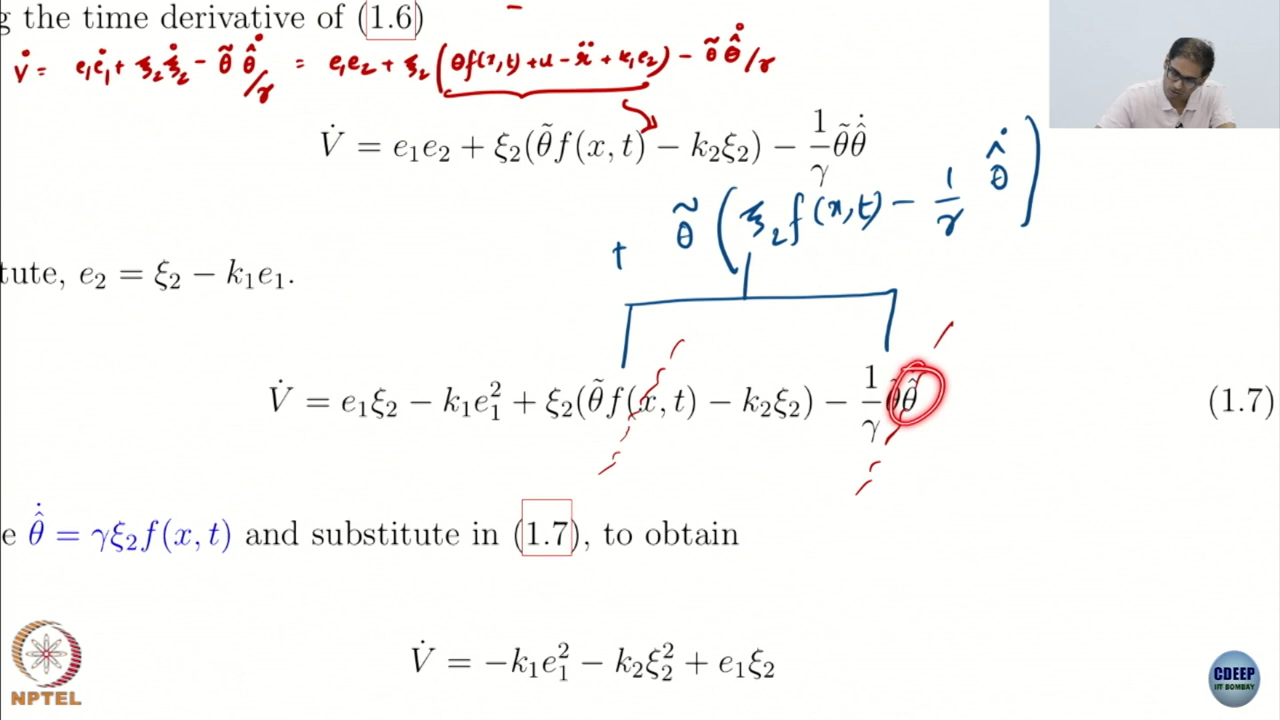 g the time derivative of (1.6)
V̇ = e₁ė₁ + ξ₂ξ̇₂ − θ̃ θ̂̇/γ = e₁e₂ + ξ₂(θf(x,t) + u − ẍ + k₁e₂) − θ̃ θ̂̇/γ
V̇ = e₁e₂ + ξ₂(θ̃f(x, t) − k₂ξ₂) − 1/γ θ̃θ̂̇
+ θ̃ (ξ₂f(x,t) − 1/γ θ̂̇)
tute, e₂ = ξ₂ − k₁e₁.
V̇ = e₁ξ₂ − k₁e₁² + ξ₂(θ̃f(x, t) − k₂ξ₂) − 1/γ θ̃θ̂̇ (1.7)
e θ̂̇ = γξ₂f(x, t) and substitute in (1.7), to obtain
V̇ = −k₁e₁² − k₂ξ₂² + e₁ξ₂
NPTEL
CDEEP
IIT BOMBAY